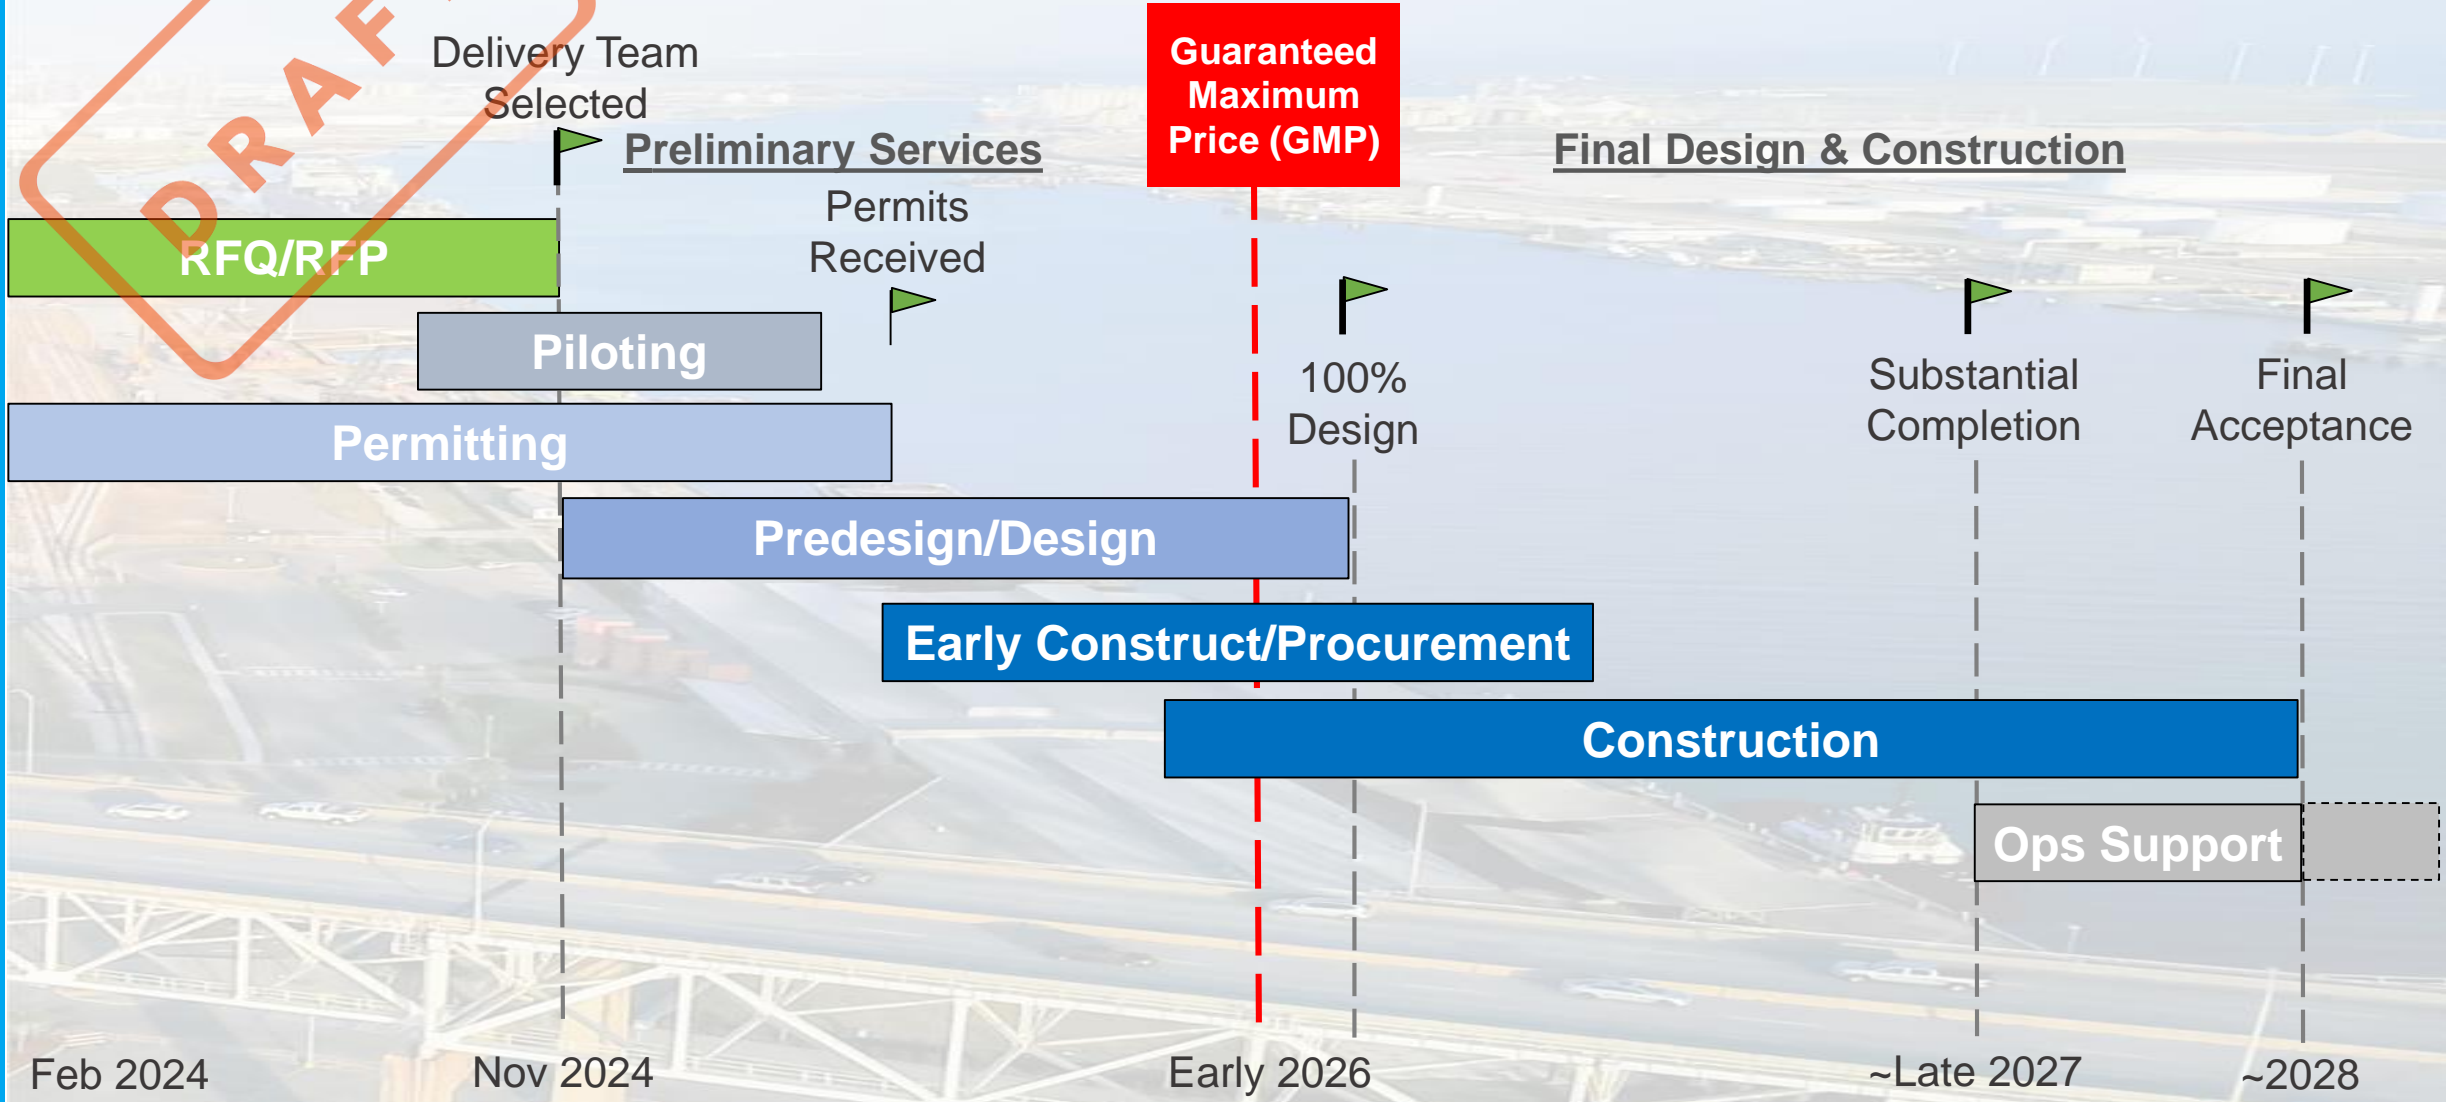 DRAF
Delivery Team
Selected
Guaranteed
Maximum
Price (GMP)
Preliminary Services
Final Design & Construction
Permits
Received
RFQ/RFP
Piloting
100%
Design
Substantial
Completion
Final
Acceptance
Permitting
Predesign/Design
Early Construct/Procurement
Construction
Ops Support
Feb 2024
Nov 2024
Early 2026
~Late 2027
~2028